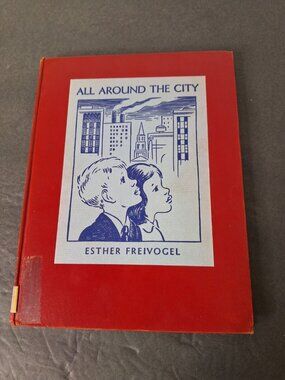 ALL AROUND THE CITY
ESTHER FREIVOGEL